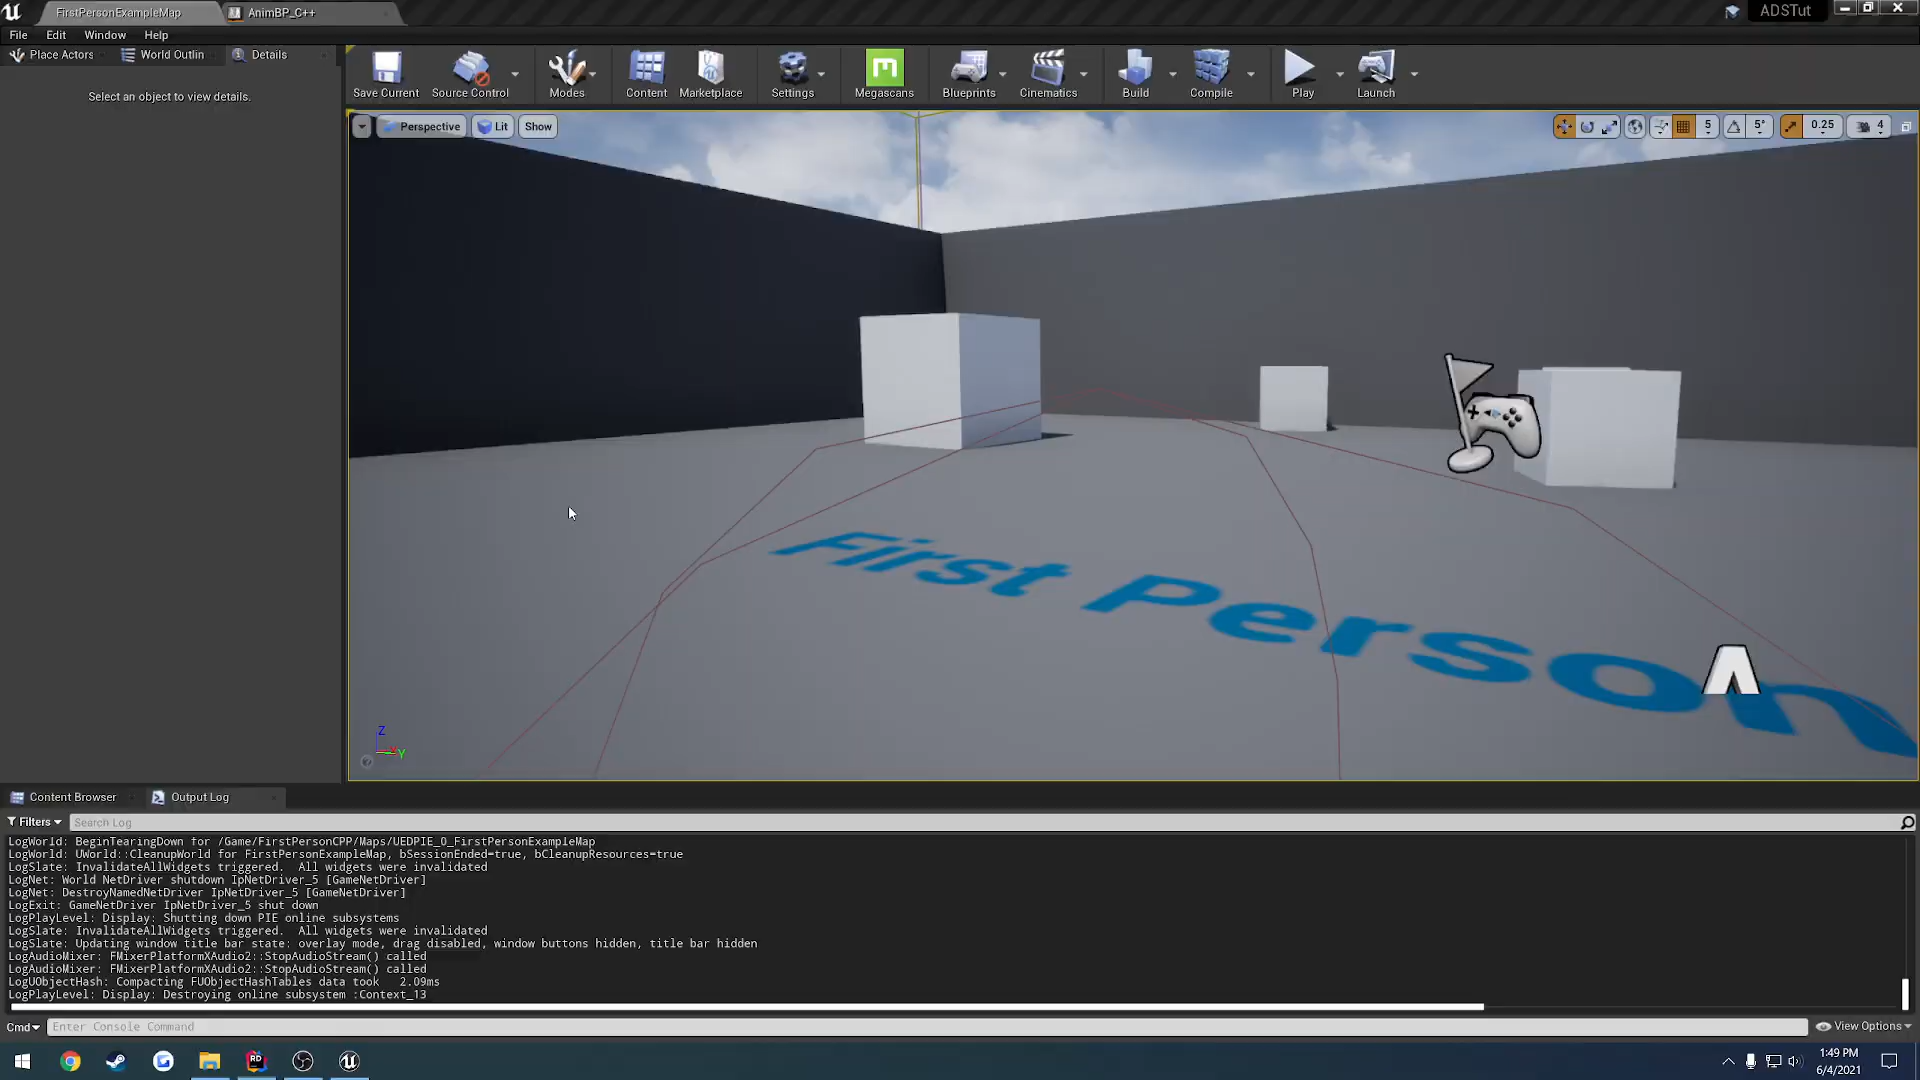 FirstPersonExampleMap
AnimBP_C++
ADSTut
File
Edit
Window
Help
Place Actors
World Outlin
Details
Select an object to view details.
Save Current
Source Control
Modes
Content
Marketplace
Settings
Megascans
Blueprints
Cinematics
Build
Compile
Play
Launch
Perspective
Lit
Show
5
5°
0.25
4
First Person
Z
Y
Content Browser
Output Log
Filters
Search Log
LogWorld: BeginTearingDown for /Game/FirstPersonCPP/Maps/UEDPIE_0_FirstPersonExampleMap
LogWorld: UWorld::CleanupWorld for FirstPersonExampleMap, bSessionEnded=true, bCleanupResources=true
LogSlate: InvalidateAllWidgets triggered.  All widgets were invalidated
LogNet: World NetDriver shutdown IpNetDriver_5 [GameNetDriver]
LogNet: DestroyNamedNetDriver IpNetDriver_5 [GameNetDriver]
LogExit: GameNetDriver IpNetDriver_5 shut down
LogPlayLevel: Display: Shutting down PIE online subsystems
LogSlate: InvalidateAllWidgets triggered.  All widgets were invalidated
LogSlate: Updating window title bar state: overlay mode, drag disabled, window buttons hidden, title bar hidden
LogAudioMixer: FMixerPlatformXAudio2::StopAudioStream() called
LogAudioMixer: FMixerPlatformXAudio2::StopAudioStream() called
LogUObjectHash: Compacting FUObjectHashTables data took   2.09ms
LogPlayLevel: Display: Destroying online subsystem :Context_13
Cmd
Enter Console Command
View Options
RD
1:49 PM
6/4/2021